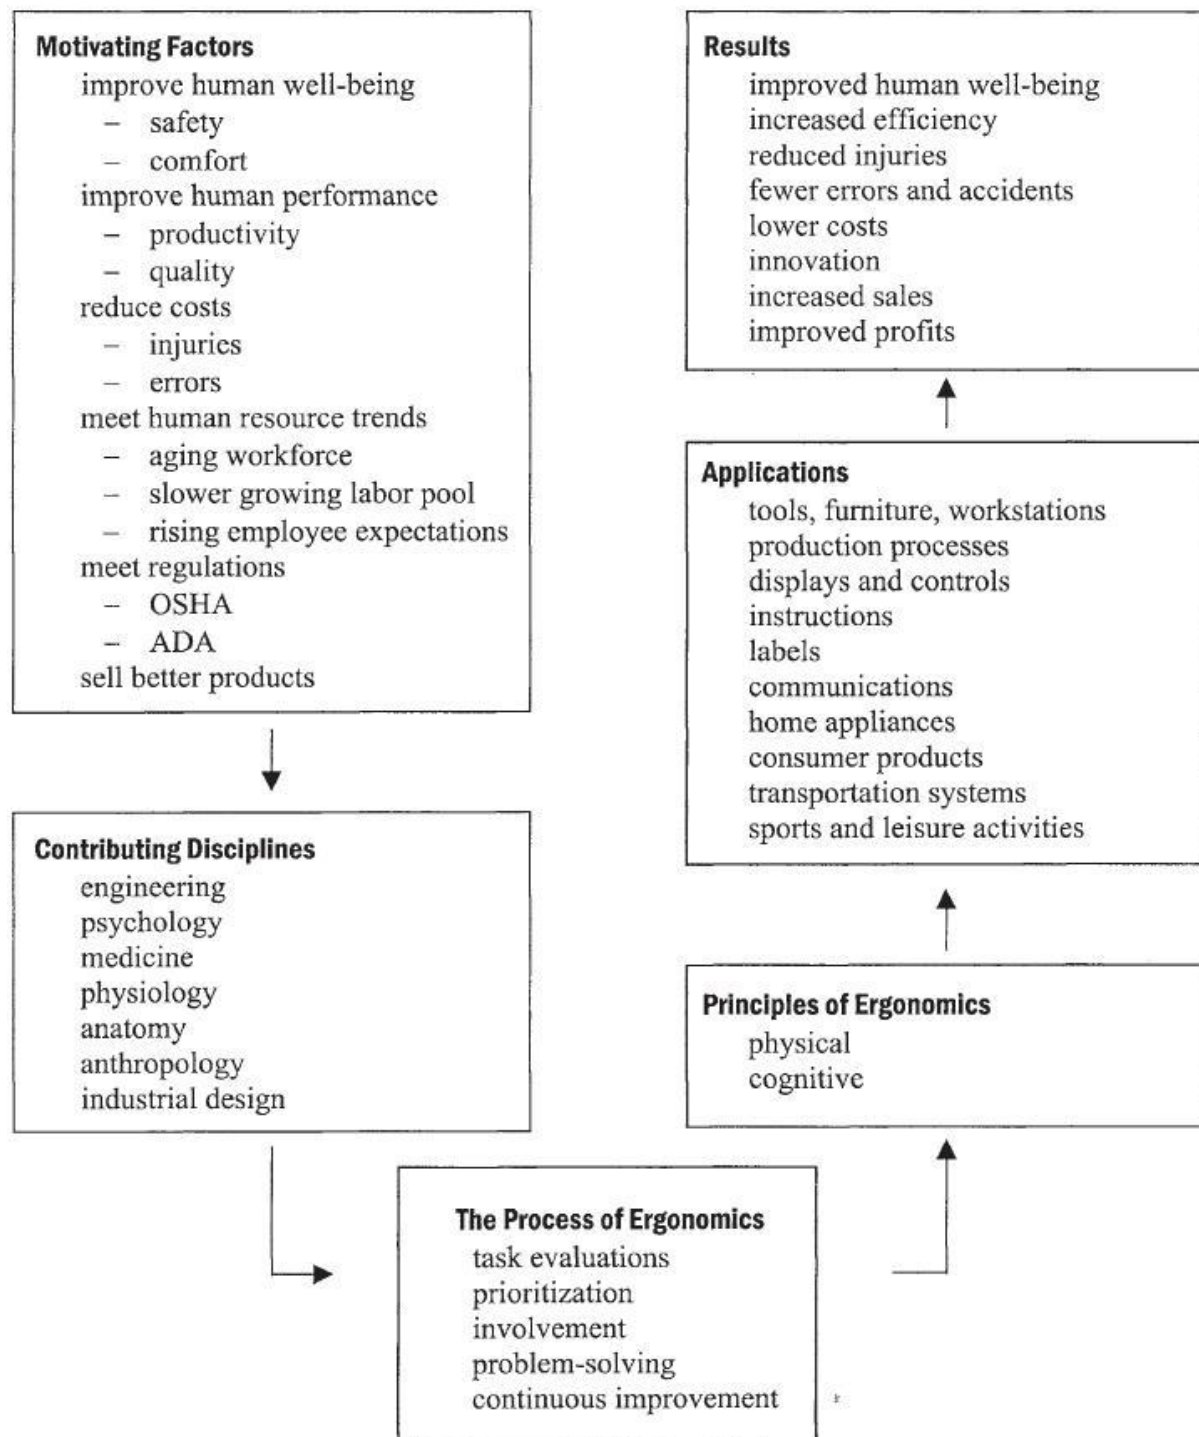 Motivating Factors
improve human well-being
– safety
– comfort
improve human performance
– productivity
– quality
reduce costs
– injuries
– errors
meet human resource trends
– aging workforce
– slower growing labor pool
– rising employee expectations
meet regulations
– OSHA
– ADA
sell better products
Contributing Disciplines
engineering
psychology
medicine
physiology
anatomy
anthropology
industrial design
The Process of Ergonomics
task evaluations
prioritization
involvement
problem-solving
continuous improvement
Principles of Ergonomics
physical
cognitive
Applications
tools, furniture, workstations
production processes
displays and controls
instructions
labels
communications
home appliances
consumer products
transportation systems
sports and leisure activities
Results
improved human well-being
increased efficiency
reduced injuries
fewer errors and accidents
lower costs
innovation
increased sales
improved profits